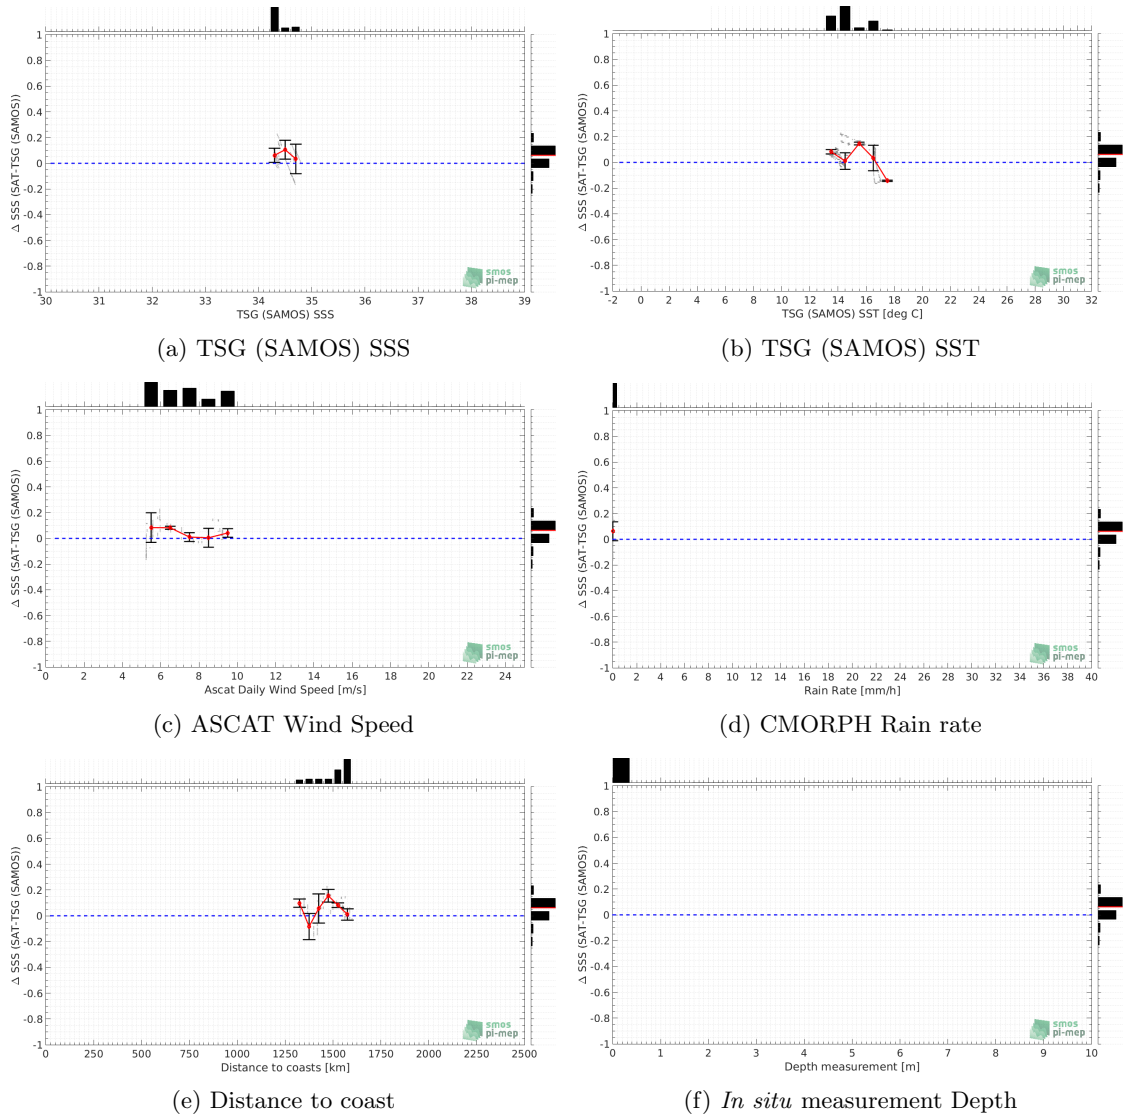 1
0.8
0.6
0.4
0.2
0
-0.2
-0.4
-0.6
-0.8
-1
Δ SSS (SAT-TSG (SAMOS))
30 30 31 32 33 34 35 36 37 38 39 39
TSG (SAMOS) SSS
smos
pi-mep
(a) TSG (SAMOS) SSS
1
0.8
0.6
0.4
0.2
0
-0.2
-0.4
-0.6
-0.8
-1
Δ SSS (SAT-TSG (SAMOS))
-2 0 2 4 6 8 10 12 14 16 18 20 22 24 26 28 30 32 32.5
TSG (SAMOS) SST [deg C]
smos
pi-mep
(b) TSG (SAMOS) SST
1
0.8
0.6
0.4
0.2
0
-0.2
-0.4
-0.6
-0.8
-1
Δ SSS (SAT-TSG (SAMOS))
0 2 4 6 8 10 12 14 16 18 20 22 24 25
Ascat Daily Wind Speed [m/s]
smos
pi-mep
(c) ASCAT Wind Speed
1
0.8
0.6
0.4
0.2
0
-0.2
-0.4
-0.6
-0.8
-1
Δ SSS (SAT-TSG (SAMOS))
0 0 2 4 6 8 10 12 14 16 18 20 22 24 26 28 30 32 34 36 38 40 40
Rain Rate [mm/h]
smos
pi-mep
(d) CMORPH Rain rate
1
0.8
0.6
0.4
0.2
0
-0.2
-0.4
-0.6
-0.8
-1
Δ SSS (SAT-TSG (SAMOS))
0 0 250 500 750 1000 1250 1500 1750 2000 2250 2500 2500
Distance to coasts [km]
smos
pi-mep
(e) Distance to coast
1
0.8
0.6
0.4
0.2
0
-0.2
-0.4
-0.6
-0.8
-1
Δ SSS (SAT-TSG (SAMOS))
0 0 1 2 3 4 5 6 7 8 9 10 10
Depth measurement [m]
smos
pi-mep
(f) In situ measurement Depth